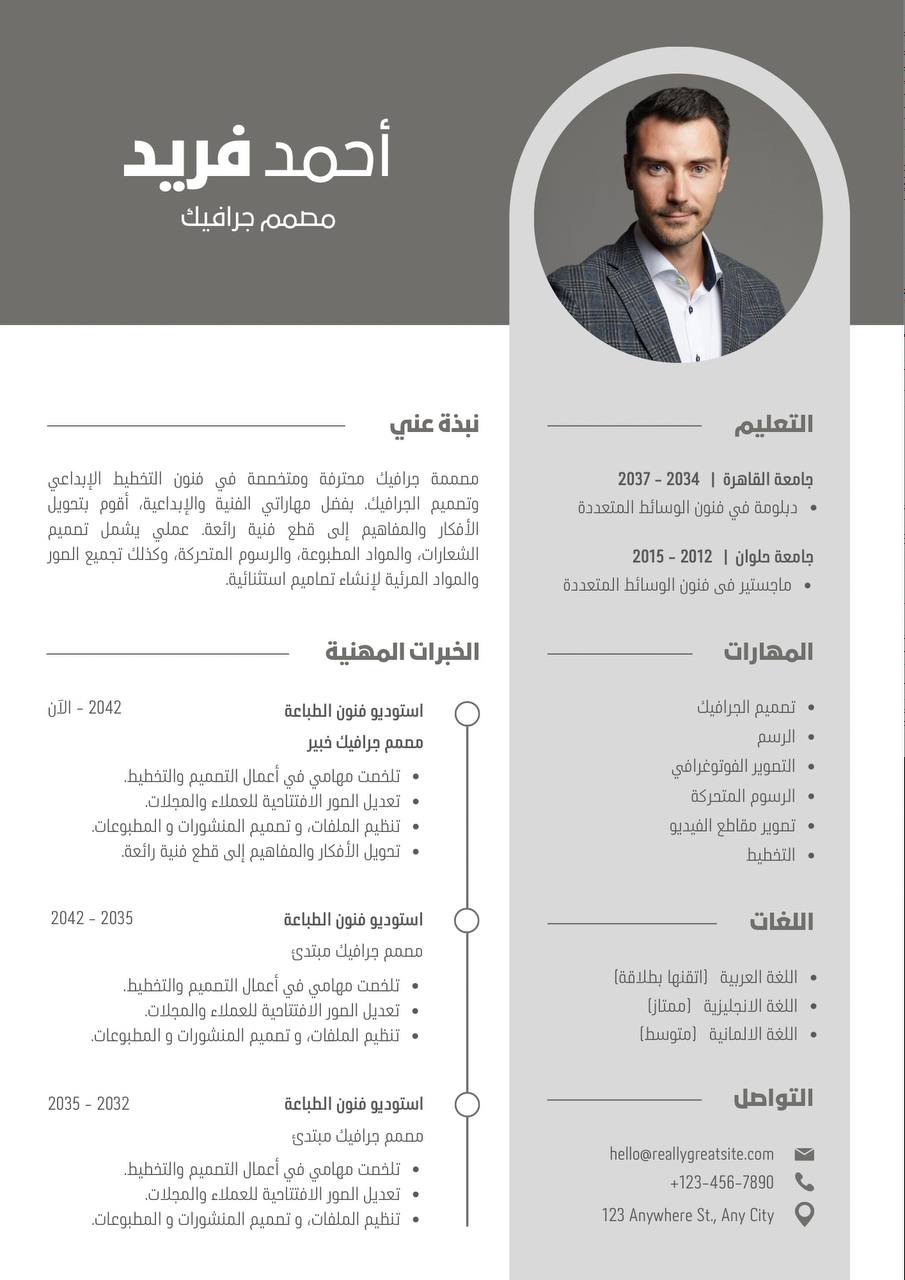 أحمد فريد
مصمم جرافيك
التعليم
جامعة القاهرة | 2034 - 2037
• دبلومة في فنون الوسائط المتعددة
جامعة حلوان | 2012 - 2015
• ماجستير فى فنون الوسائط المتعددة
المهارات
• تصميم الجرافيك
• الرسم
• التصوير الفوتوغرافي
• الرسوم المتحركة
• تصوير مقاطع الفيديو
• التخطيط
اللغات
• اللغة العربية (اتقنها بطلاقة)
• اللغة الانجليزية (ممتاز)
• اللغة الالمانية (متوسط)
التواصل
hello@reallygreatsite.com
+123-456-7890
123 Anywhere St., Any City
نبذة عني
مصممة جرافيك محترفة ومتخصصة في فنون التخطيط الإبداعي
وتصميم الجرافيك. بفضل مهاراتي الفنية والإبداعية، أقوم بتحويل
الأفكار والمفاهيم إلى قطع فنية رائعة. عملي يشمل تصميم
الشعارات، والمواد المطبوعة، والرسوم المتحركة، وكذلك تجميع الصور
والمواد المرئية لإنشاء تصاميم استثنائية.
الخبرات المهنية
استوديو فنون الطباعة 2042 - الآن
مصمم جرافيك خبير
• تلخصت مهامي في أعمال التصميم والتخطيط.
• تعديل الصور الافتتاحية للعملاء والمجلات.
• تنظيم الملفات، و تصميم المنشورات و المطبوعات.
• تحويل الأفكار والمفاهيم إلى قطع فنية رائعة.
استوديو فنون الطباعة 2035 - 2042
مصمم جرافيك مبتدئ
• تلخصت مهامي في أعمال التصميم والتخطيط.
• تعديل الصور الافتتاحية للعملاء والمجلات.
• تنظيم الملفات، و تصميم المنشورات و المطبوعات.
استوديو فنون الطباعة 2032 - 2035
مصمم جرافيك مبتدئ
• تلخصت مهامي في أعمال التصميم والتخطيط.
• تعديل الصور الافتتاحية للعملاء والمجلات.
• تنظيم الملفات، و تصميم المنشورات و المطبوعات.